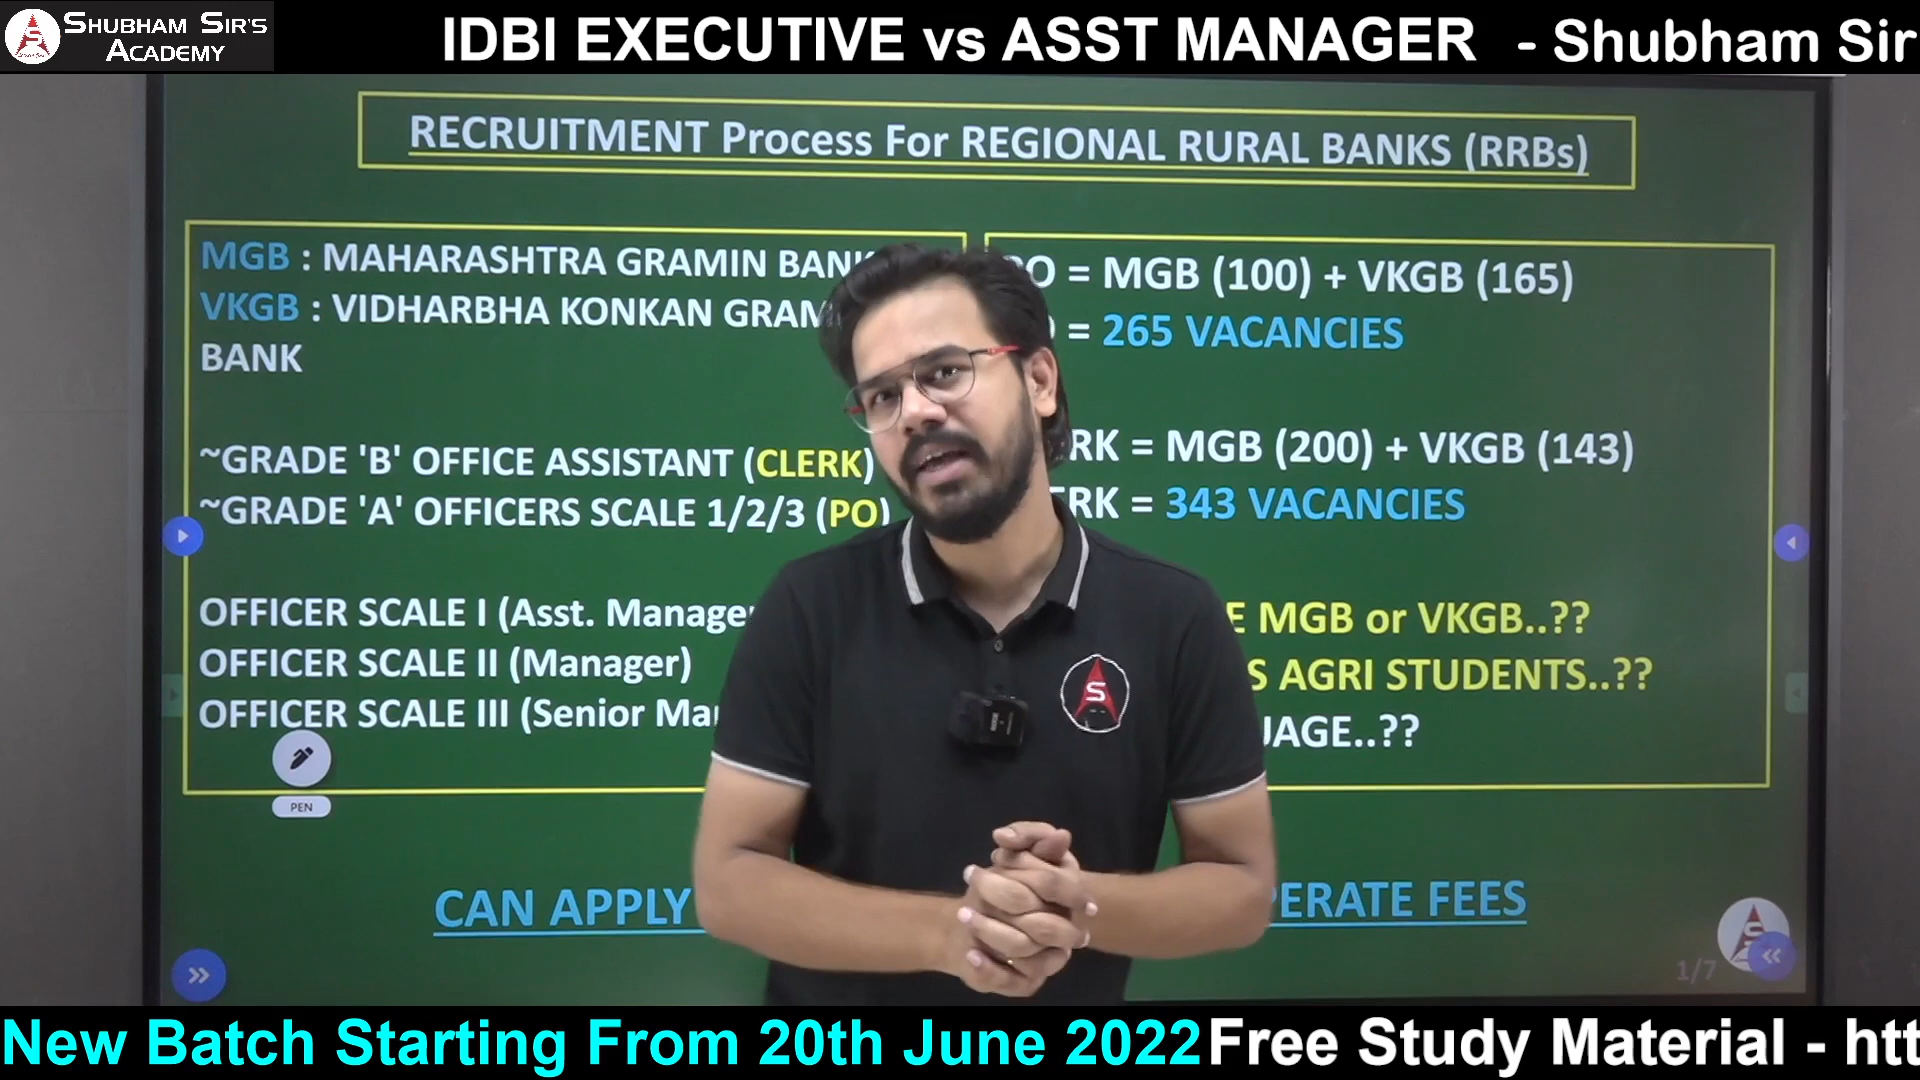 SHUBHAM SIR'S
ACADEMY
IDBI EXECUTIVE vs ASST MANAGER - Shubham Sir
RECRUITMENT Process For REGIONAL RURAL BANKS (RRBs)
MGB : MAHARASHTRA GRAMIN BANK
VKGB : VIDHARBHA KONKAN GRAM
BANK
~GRADE 'B' OFFICE ASSISTANT (CLERK)
~GRADE 'A' OFFICERS SCALE 1/2/3 (PO)
OFFICER SCALE I (Asst. Manage
OFFICER SCALE II (Manager)
OFFICER SCALE III (Senior Ma
PEN
O = MGB (100) + VKGB (165)
= 265 VACANCIES
RK = MGB (200) + VKGB (143)
ERK = 343 VACANCIES
E MGB or VKGB..??
S AGRI STUDENTS..??
UAGE..??
S
CAN APPLY
PERATE FEES
1/7
New Batch Starting From 20th June 2022 Free Study Material - htt